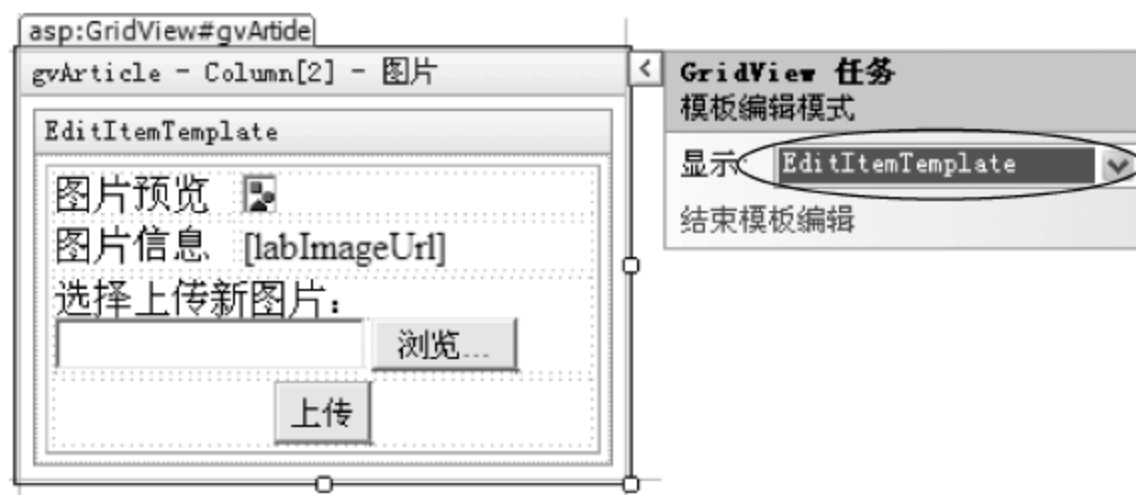 asp:GridView#gvArticle
gvArticle - Column[2] - 图片
EditItemTemplate
图片预览
图片信息 [labImageUrl]
选择上传新图片：
浏览...
上传
GridView 任务
模板编辑模式
显示: EditItemTemplate
结束模板编辑